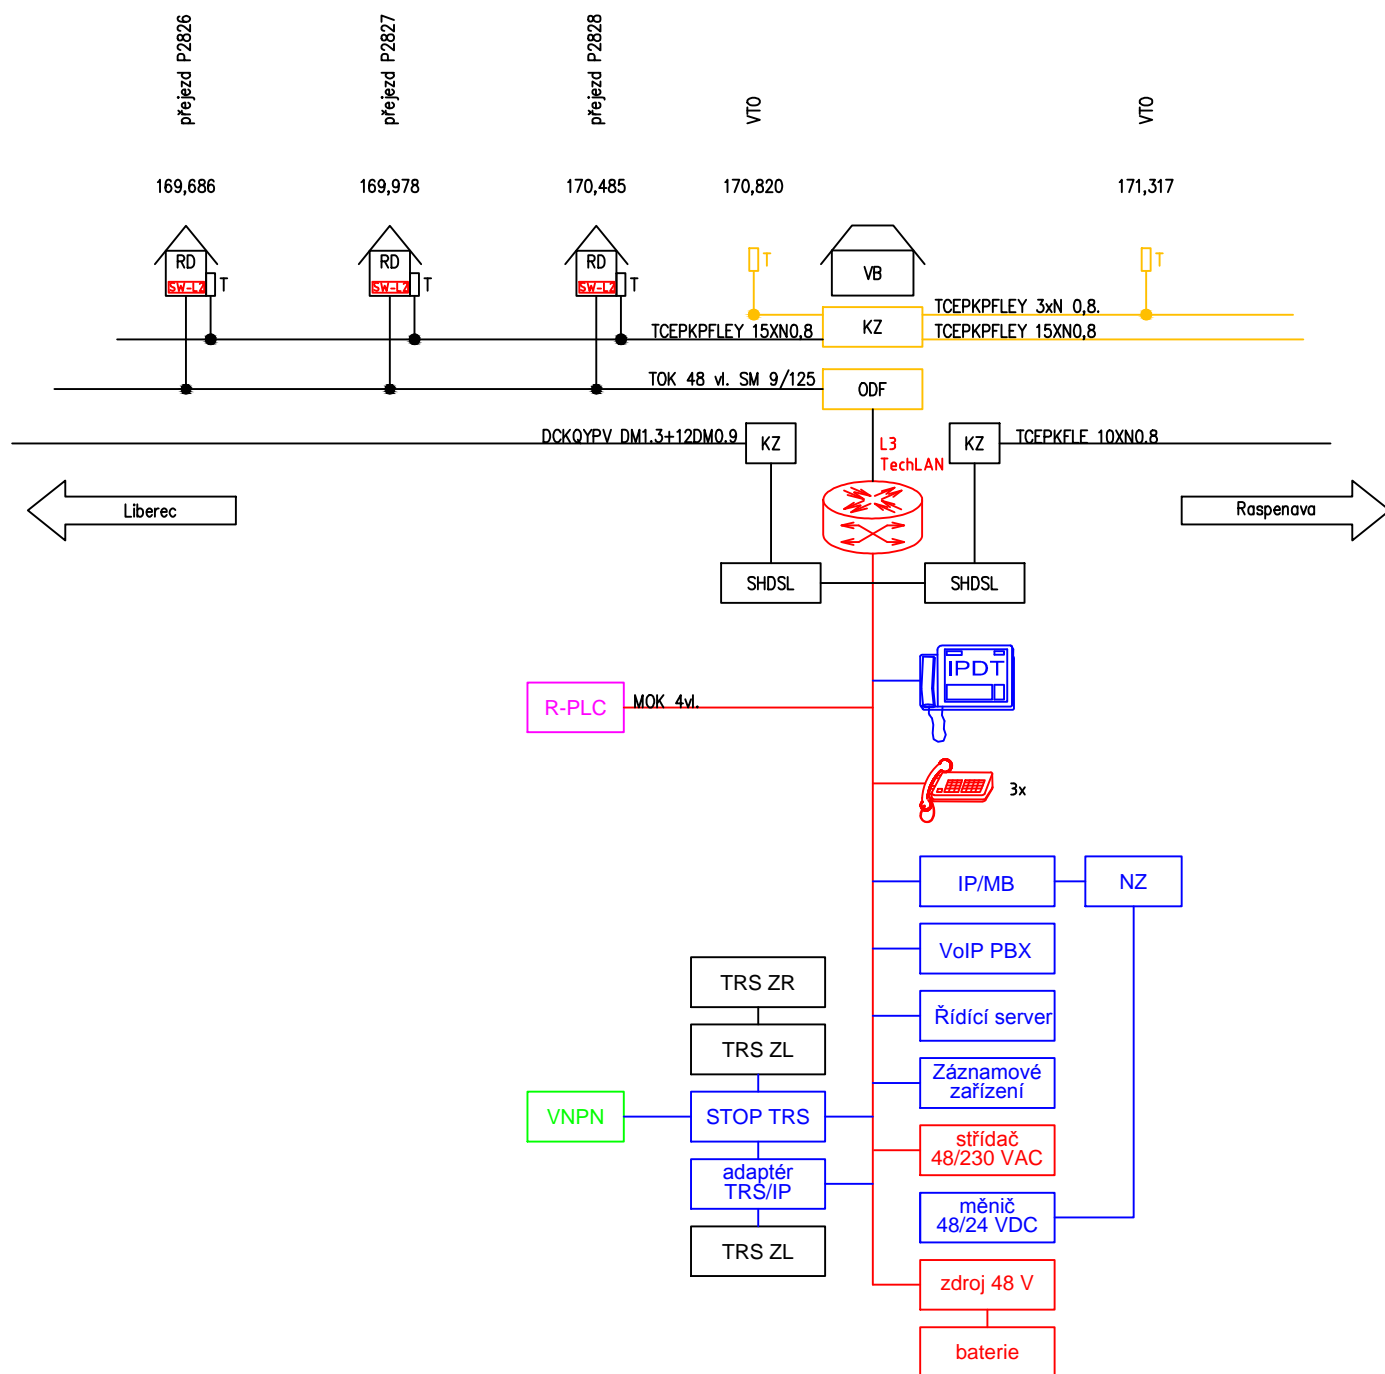 přejezd P2826
přejezd P2827
přejezd P2828
VTO
VTO
169,686
169,978
170,485
170,820
171,317
RD
SW-L2
T
RD
SW-L2
T
RD
SW-L2
T
T
VB
T
TCEPKPFLEY 3xN 0,8.
TCEPKPFLEY 15XN0,8
KZ
TCEPKPFLEY 15XN0,8
TOK 48 vl. SM 9/125
ODF
DCKQYPV DM1.3+12DM0.9
KZ
L3
TechLAN
KZ
TCEPKFLE 10XN0.8
Liberec
Raspenava
SHDSL
SHDSL
IPDT
R-PLC
MOK 4vl.
3x
IP/MB
NZ
VoIP PBX
TRS ZR
Řídící server
TRS ZL
Záznamové
zařízení
VNPN
STOP TRS
střídač
48/230 VAC
adaptér
TRS/IP
měnič
48/24 VDC
TRS ZL
zdroj 48 V
baterie